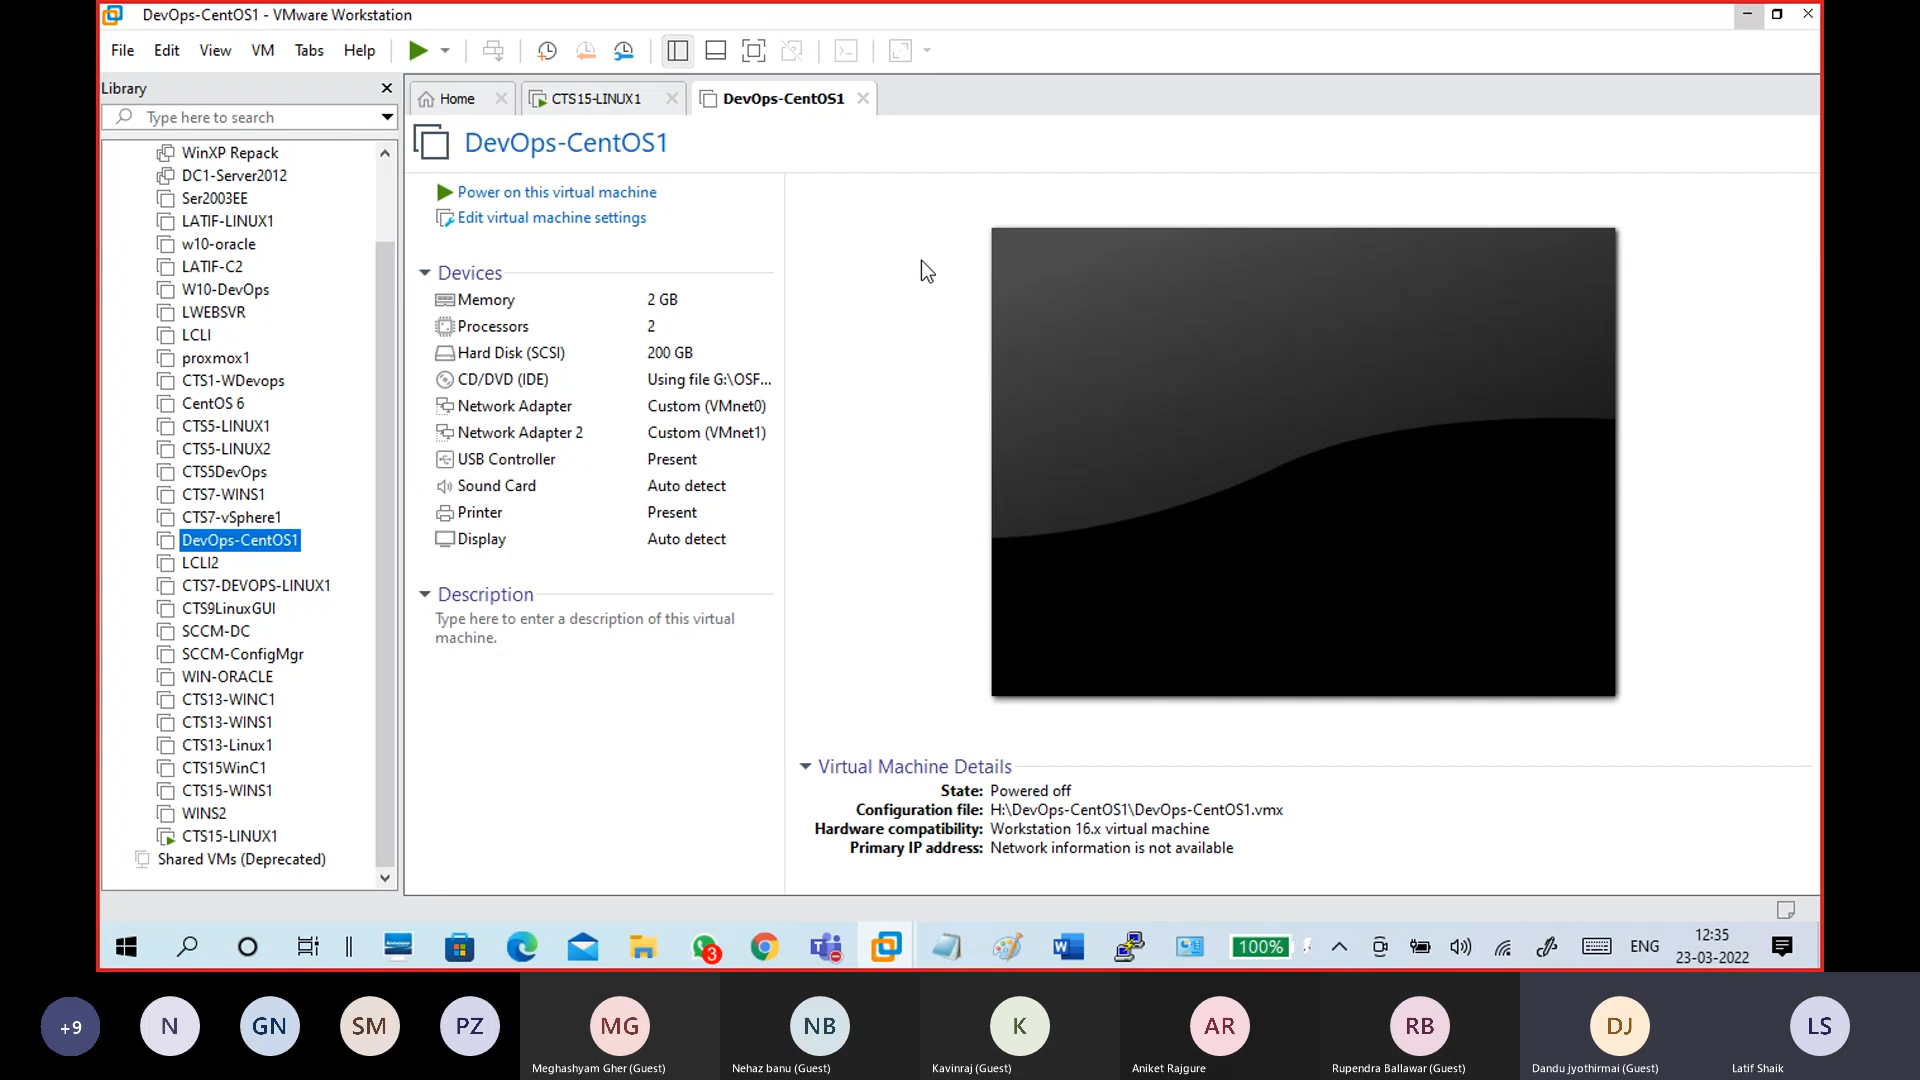 DevOps-CentOS1 - VMware Workstation
File Edit View VM Tabs Help
Library
Type here to search
WinXP Repack
DC1-Server2012
Ser2003EE
LATIF-LINUX1
w10-oracle
LATIF-C2
W10-DevOps
LWEBSVR
LCLI
proxmox1
CTS1-WDevops
CentOS 6
CTS5-LINUX1
CTS5-LINUX2
CTS5DevOps
CTS7-WINS1
CTS7-vSphere1
DevOps-CentOS1
LCLI2
CTS7-DEVOPS-LINUX1
CTS9LinuxGUI
SCCM-DC
SCCM-ConfigMgr
WIN-ORACLE
CTS13-WINC1
CTS13-WINS1
CTS13-Linux1
CTS15WinC1
CTS15-WINS1
WINS2
CTS15-LINUX1
Shared VMs (Deprecated)
Home CTS15-LINUX1 DevOps-CentOS1
DevOps-CentOS1
Power on this virtual machine
Edit virtual machine settings
Devices
Memory 2 GB
Processors 2
Hard Disk (SCSI) 200 GB
CD/DVD (IDE) Using file G:\OSF...
Network Adapter Custom (VMnet0)
Network Adapter 2 Custom (VMnet1)
USB Controller Present
Sound Card Auto detect
Printer Present
Display Auto detect
Description
Type here to enter a description of this virtual
machine.
Virtual Machine Details
State: Powered off
Configuration file: H:\DevOps-CentOS1\DevOps-CentOS1.vmx
Hardware compatibility: Workstation 16.x virtual machine
Primary IP address: Network information is not available
3
100%
ENG
12:35
23-03-2022
+9 N GN SM PZ MG NB K AR RB DJ LS
Meghashyam Gher (Guest) Nehaz banu (Guest) Kavinraj (Guest) Aniket Rajgure Rupendra Ballawar (Guest) Dandu jyothirmai (Guest) Latif Shaik